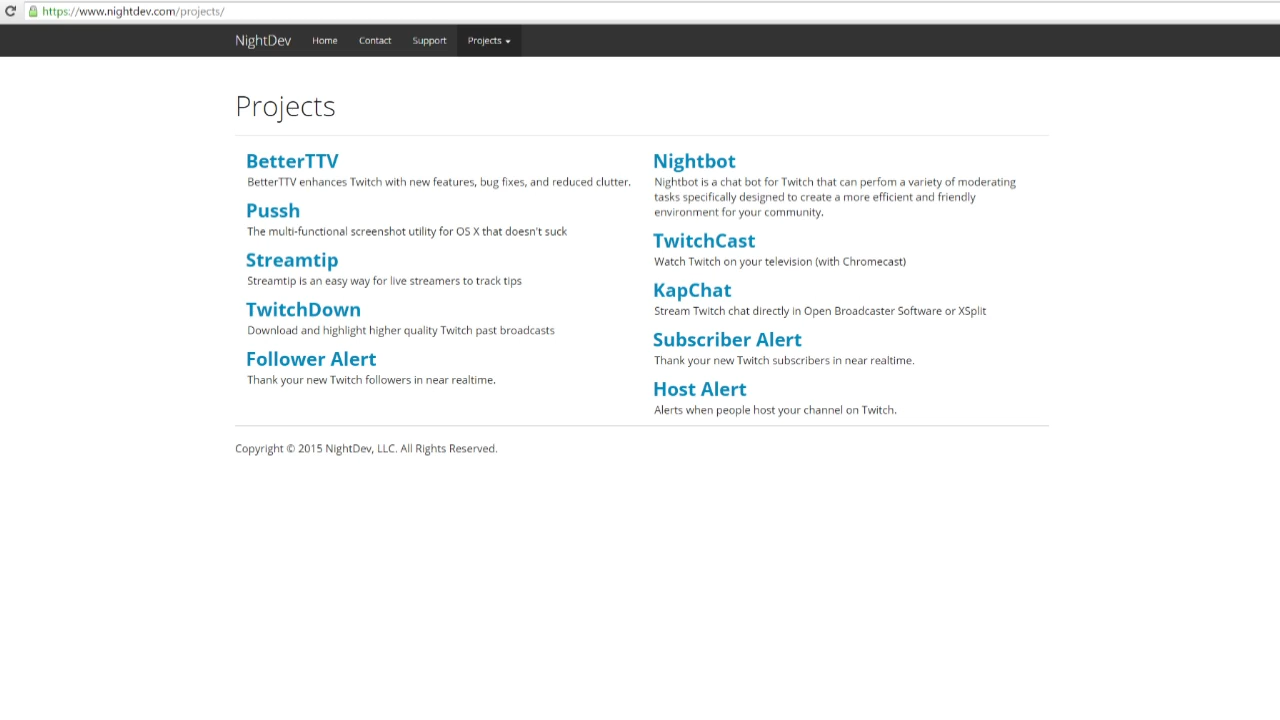 https://www.nightdev.com/projects/
NightDev Home Contact Support Projects
Projects
BetterTTV
BetterTTV enhances Twitch with new features, bug fixes, and reduced clutter.
Pussh
The multi-functional screenshot utility for OS X that doesn't suck
Streamtip
Streamtip is an easy way for live streamers to track tips
TwitchDown
Download and highlight higher quality Twitch past broadcasts
Follower Alert
Thank your new Twitch followers in near realtime.
Nightbot
Nightbot is a chat bot for Twitch that can perfom a variety of moderating
tasks specifically designed to create a more efficient and friendly
environment for your community.
TwitchCast
Watch Twitch on your television (with Chromecast)
KapChat
Stream Twitch chat directly in Open Broadcaster Software or XSplit
Subscriber Alert
Thank your new Twitch subscribers in near realtime.
Host Alert
Alerts when people host your channel on Twitch.
Copyright © 2015 NightDev, LLC. All Rights Reserved.